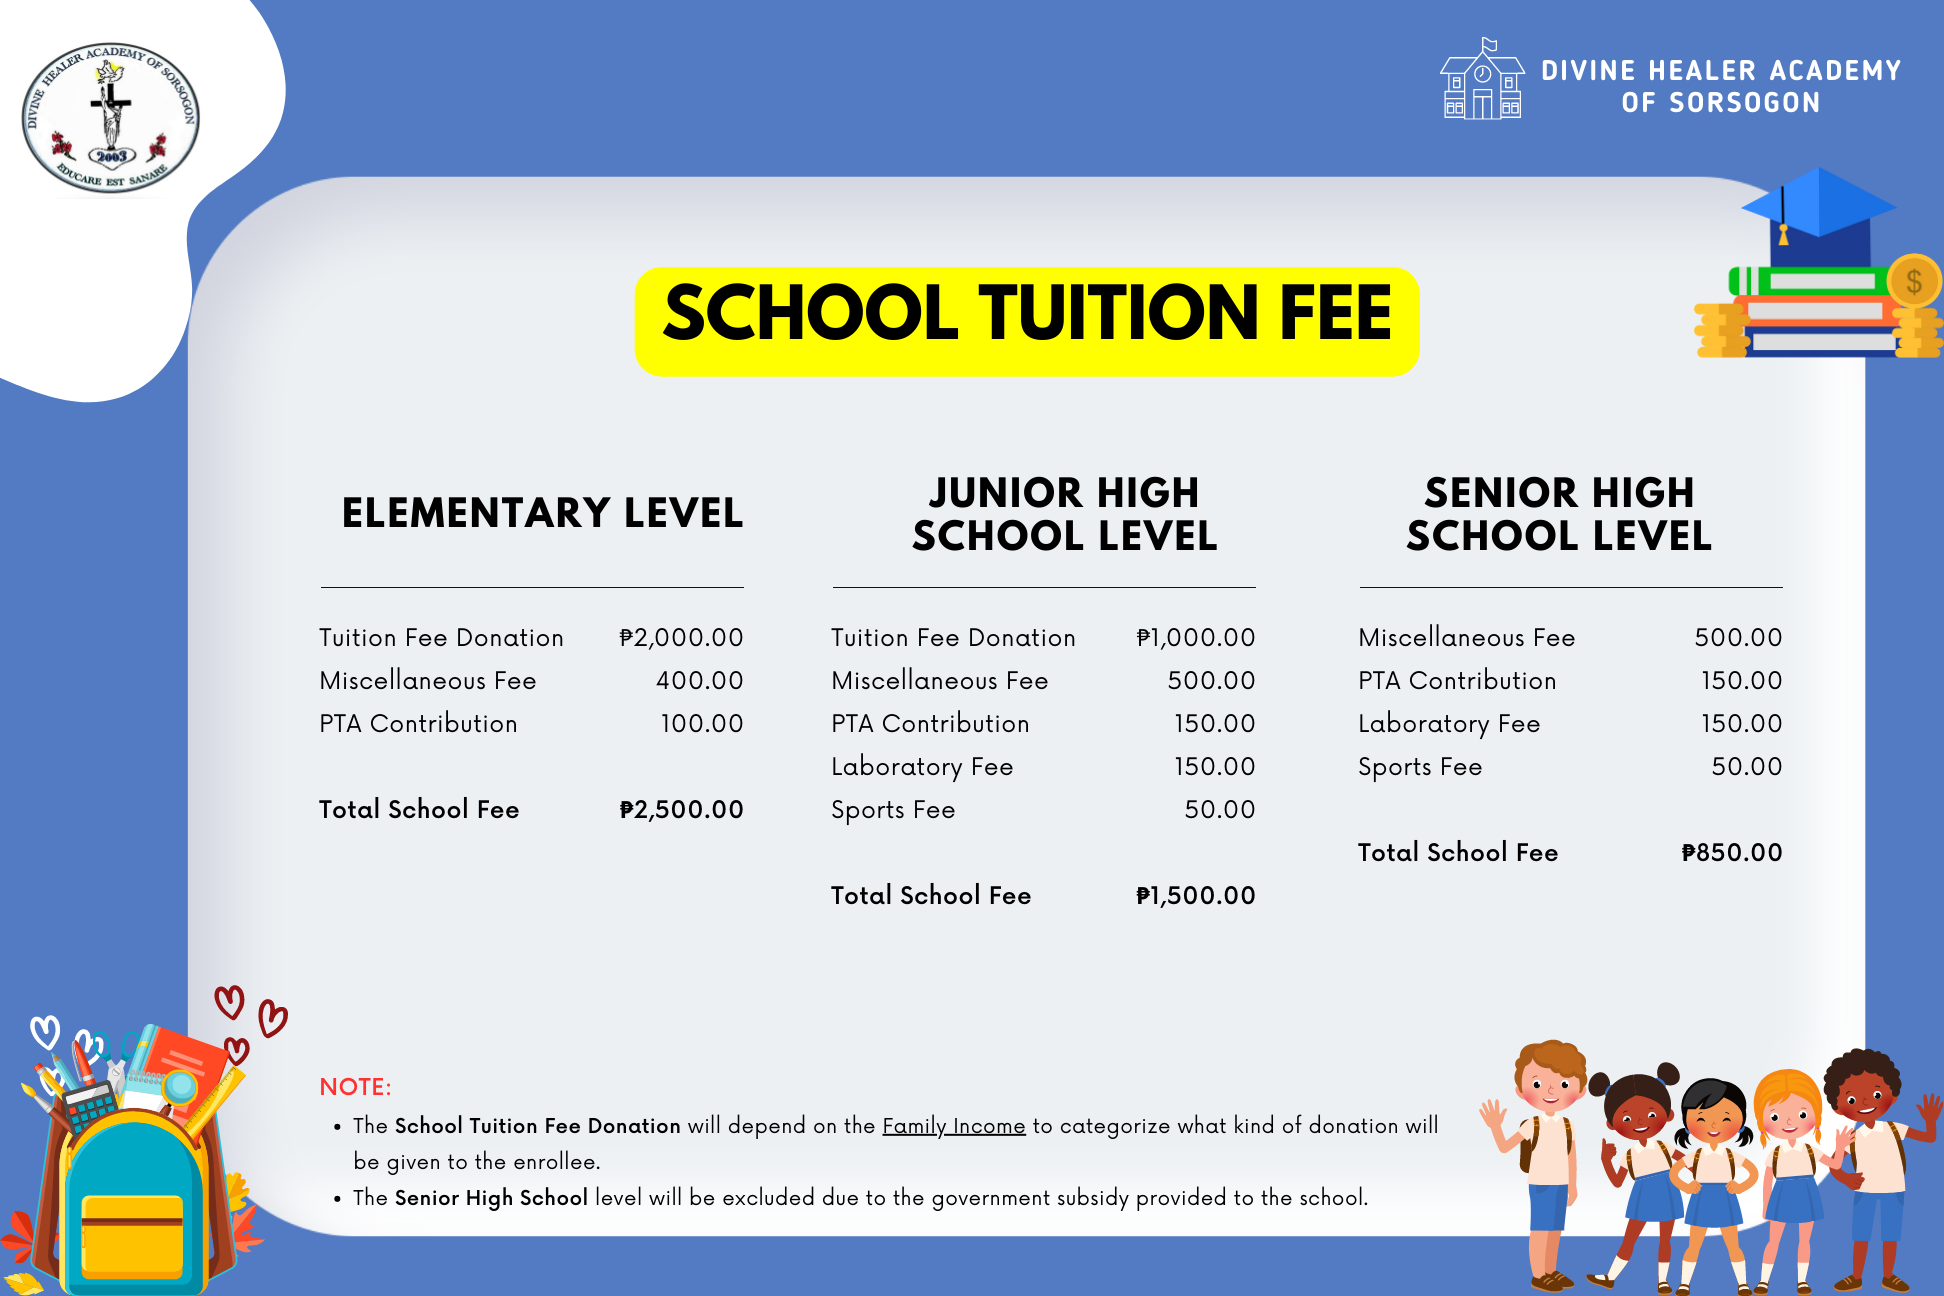 DIVINE HEALER ACADEMY OF SORSOGON
2003
EDUCARE EST SANARE
DIVINE HEALER ACADEMY
OF SORSOGON
$
SCHOOL TUITION FEE
ELEMENTARY LEVEL
Tuition Fee Donation ₱2,000.00
Miscellaneous Fee 400.00
PTA Contribution 100.00
Total School Fee ₱2,500.00
JUNIOR HIGH
SCHOOL LEVEL
Tuition Fee Donation ₱1,000.00
Miscellaneous Fee 500.00
PTA Contribution 150.00
Laboratory Fee 150.00
Sports Fee 50.00
Total School Fee ₱1,500.00
SENIOR HIGH
SCHOOL LEVEL
Miscellaneous Fee 500.00
PTA Contribution 150.00
Laboratory Fee 150.00
Sports Fee 50.00
Total School Fee ₱850.00
NOTE:
• The School Tuition Fee Donation will depend on the Family Income to categorize what kind of donation will
be given to the enrollee.
• The Senior High School level will be excluded due to the government subsidy provided to the school.